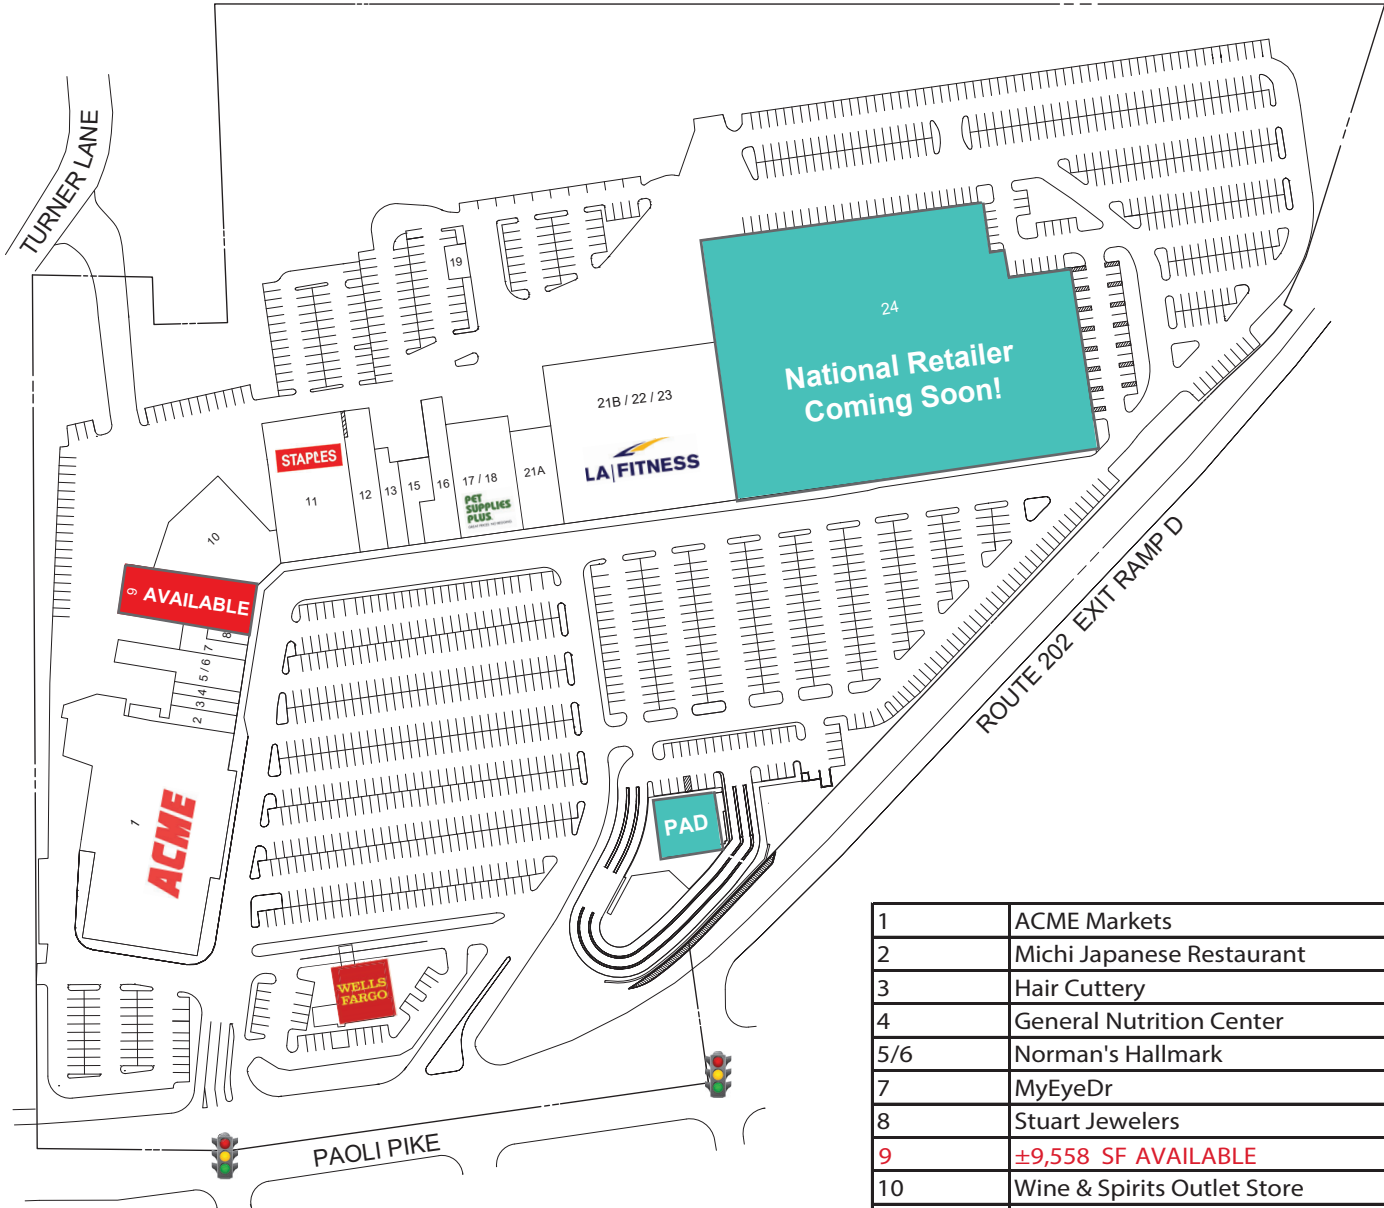 TURNER LANE
19
24
National Retailer
Coming Soon!
21B / 22 / 23
LA FITNESS
STAPLES
11
12
13
15
16
17 / 18
PET
SUPPLIES
PLUS
21A
10
9 AVAILABLE
8
7
5 / 6
4
3
2
1
ACME
PAD
WELLS
FARGO
ROUTE 202 EXIT RAMP D
PAOLI PIKE
1 ACME Markets
2 Michi Japanese Restaurant
3 Hair Cuttery
4 General Nutrition Center
5/6 Norman's Hallmark
7 MyEyeDr
8 Stuart Jewelers
9 ±9,558 SF AVAILABLE
10 Wine & Spirits Outlet Store